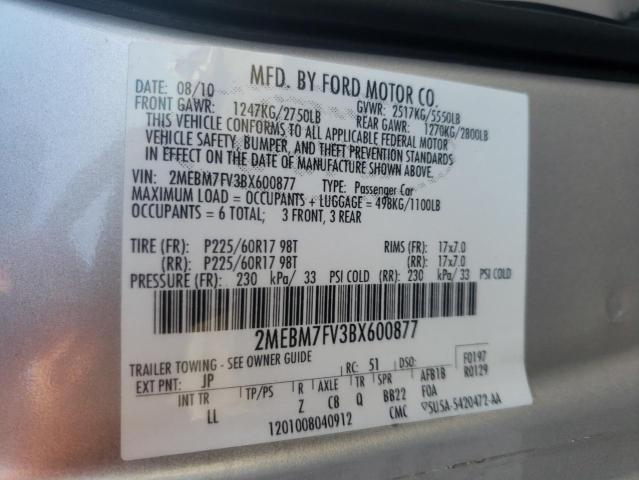 MFD. BY FORD MOTOR CO.
DATE: 08/10 GVWR: 2517KG/5550LB
FRONT GAWR: 1247KG/2750LB REAR GAWR: 1270KG/2800LB
THIS VEHICLE CONFORMS TO ALL APPLICABLE FEDERAL MOTOR
VEHICLE SAFETY, BUMPER, AND THEFT PREVENTION STANDARDS
IN EFFECT ON THE DATE OF MANUFACTURE SHOWN ABOVE.
VIN: 2MEBM7FV3BX600877 TYPE: Passenger Car
MAXIMUM LOAD = OCCUPANTS + LUGGAGE = 498KG/1100LB
OCCUPANTS = 6 TOTAL; 3 FRONT, 3 REAR
TIRE (FR): P225/60R17 98T RIMS (FR): 17x7.0
(RR): P225/60R17 98T (RR): 17x7.0
PRESSURE (FR): 230 kPa/ 33 PSI COLD (RR): 230 kPa/ 33 PSI COLD
2MEBM7FV3BX600877
TRAILER TOWING - SEE OWNER GUIDE RC: 51 DSO: F0197
EXT PNT: JP R AXLE TR SPR AFB1B R0129
INT TR TP/PS Z C8 Q BB22 FOA
LL 1201008040912 CMC SU5A-5420472-AA